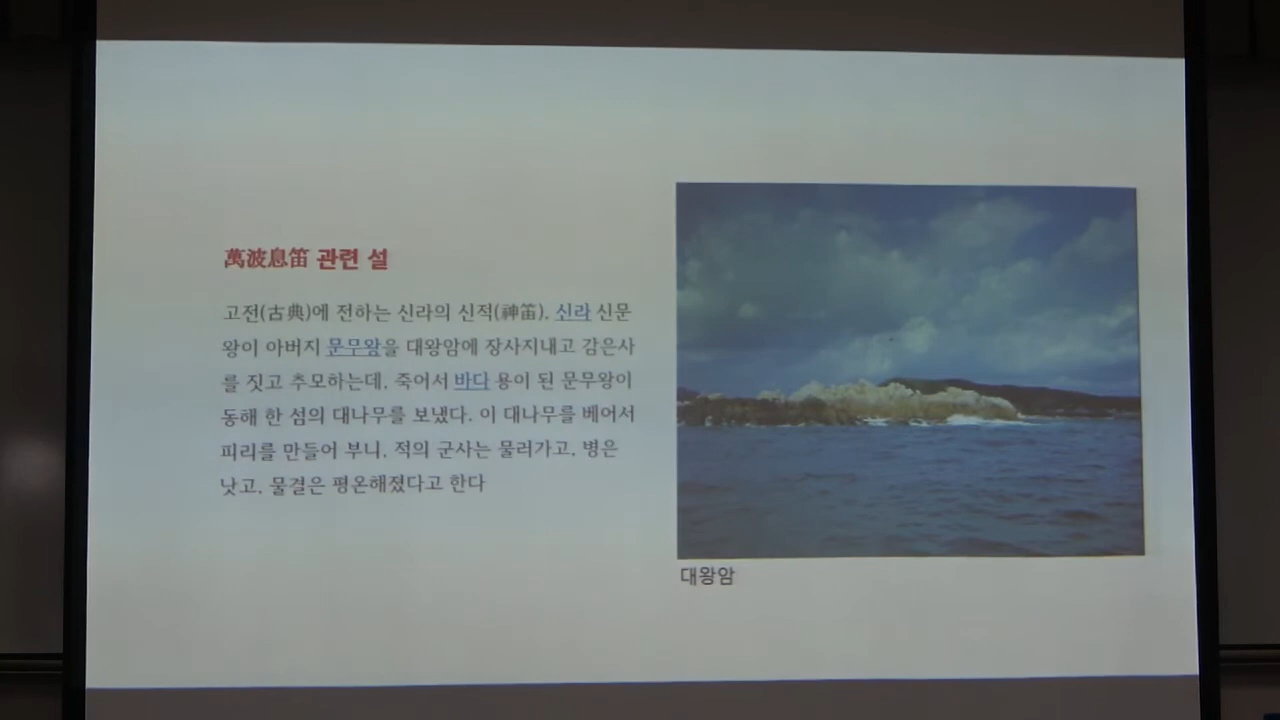 萬波息笛 관련 설
고전(古典)에 전하는 신라의 신적(神笛). 신라 신문
왕이 아버지 문무왕을 대왕암에 장사지내고 감은사
를 짓고 추모하는데, 죽어서 바다 용이 된 문무왕이
동해 한 섬의 대나무를 보냈다. 이 대나무를 베어서
피리를 만들어 부니, 적의 군사는 물러가고, 병은
낫고, 물결은 평온해졌다고 한다
대왕암